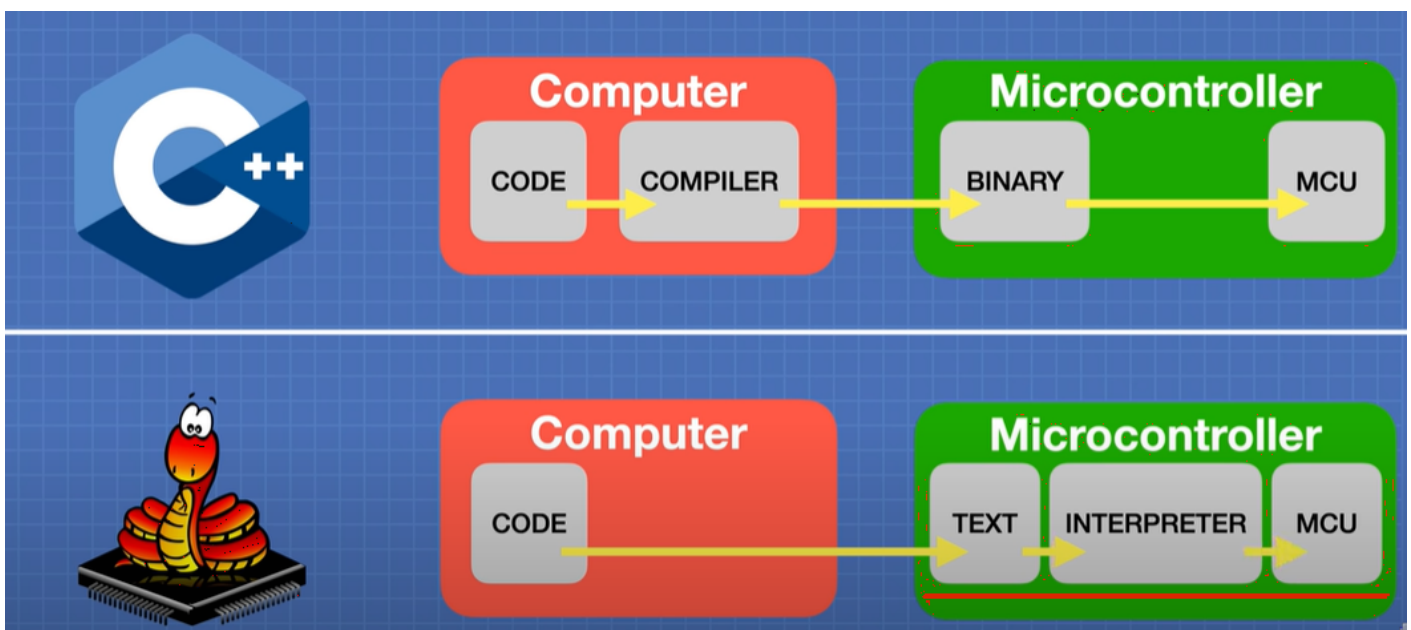 C++
Computer
CODE
COMPILER
Microcontroller
BINARY
MCU
Computer
CODE
Microcontroller
TEXT
INTERPRETER
MCU